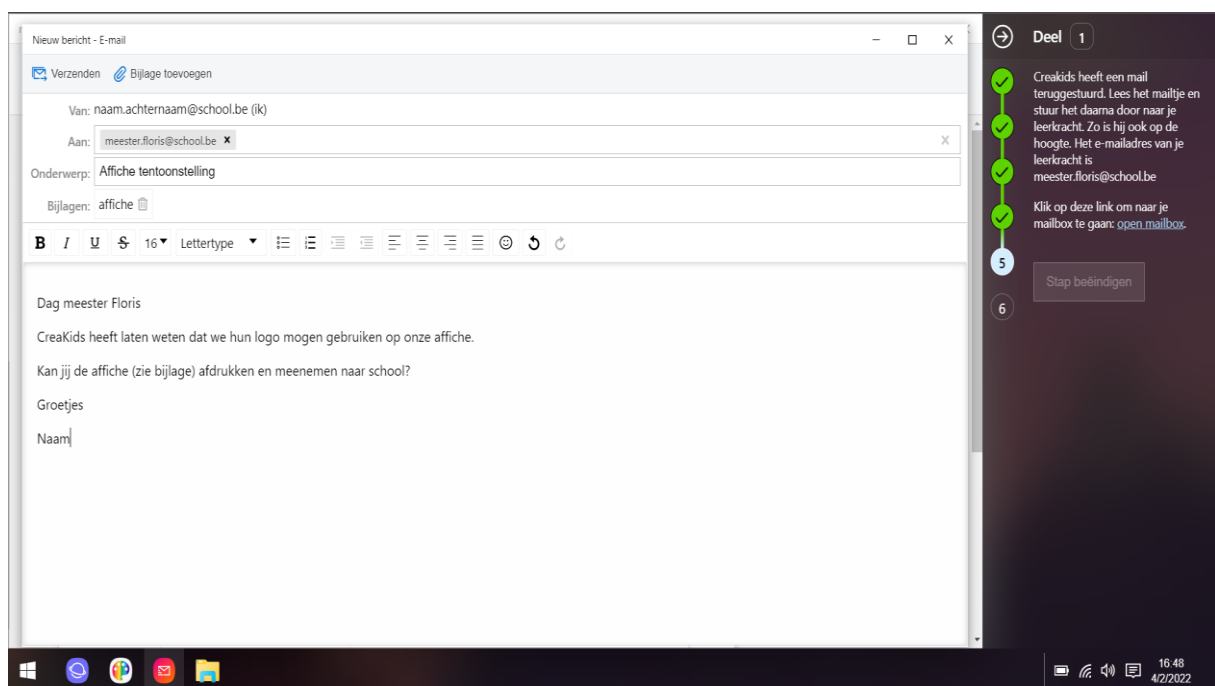 Nieuw bericht - E-mail
Verzenden Bijlage toevoegen
Van: naam.achternaam@school.be (ik)
Aan: meester.floris@school.be X
X
Onderwerp: Affiche tentoonstelling
Bijlagen: affiche
B I U S 16 Lettertype
Dag meester Floris
CreaKids heeft laten weten dat we hun logo mogen gebruiken op onze affiche.
Kan jij de affiche (zie bijlage) afdrukken en meenemen naar school?
Groetjes
Naam
Deel 1
Creakids heeft een mail
teruggestuurd. Lees het mailtje en
stuur het daarna door naar je
leerkracht. Zo is hij ook op de
hoogte. Het e-mailadres van je
leerkracht is
meester.floris@school.be
Klik op deze link om naar je
mailbox te gaan: open mailbox.
5
Stap beëindigen
6
16:48
4/2/2022